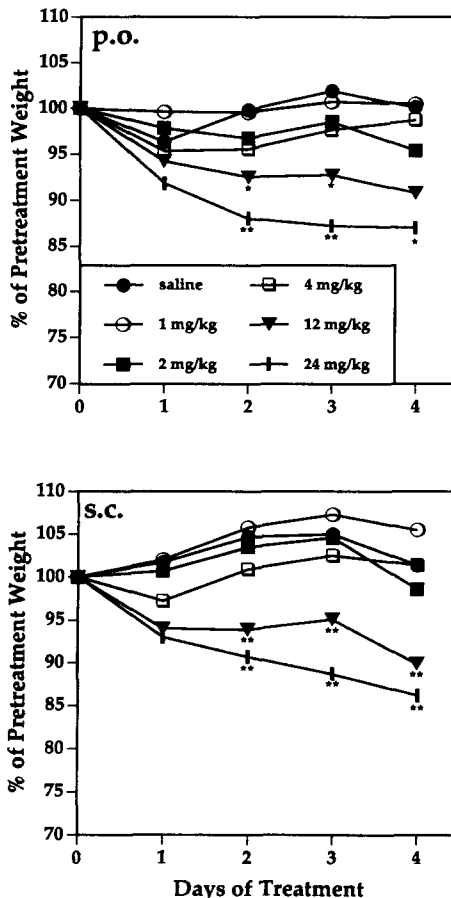 p.o.
% of Pretreatment Weight
110
105
100
95
90
85
80
75
70
* *
** ** *
saline
4 mg/kg
1 mg/kg
12 mg/kg
2 mg/kg
24 mg/kg
0 1 2 3 4
s.c.
% of Pretreatment Weight
110
105
100
95
90
85
80
75
70
** ** **
** ** **
0 1 2 3 4
Days of Treatment